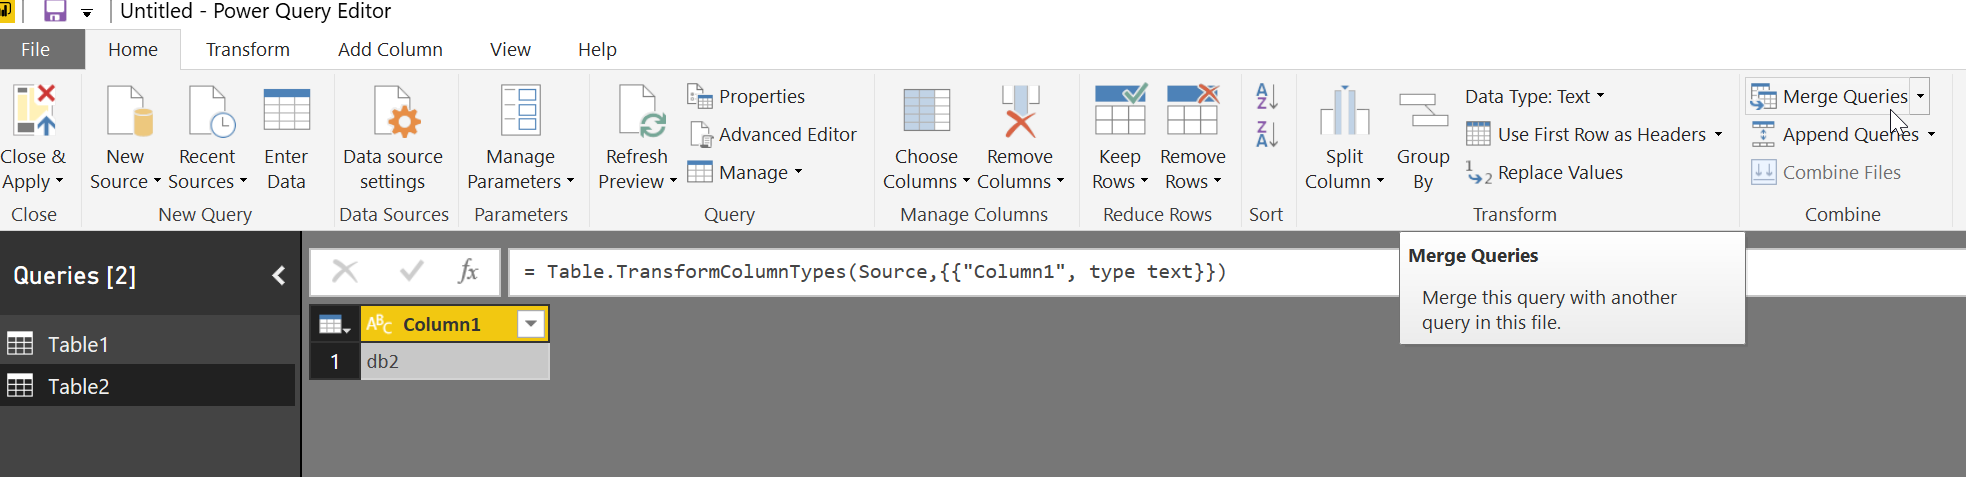 Untitled - Power Query Editor
File Home Transform Add Column View Help
Close & Apply
New Source
Recent Sources
Enter Data
Data source settings
Manage Parameters
Refresh Preview
Properties
Advanced Editor
Manage
Choose Columns
Remove Columns
Keep Rows
Remove Rows
A Z
Z A
Split Column
Group By
Data Type: Text
Use First Row as Headers
1 2 Replace Values
Merge Queries
Append Queries
Combine Files
Close New Query Data Sources Parameters Query Manage Columns Reduce Rows Sort Transform Combine
Merge Queries
Merge this query with another
query in this file.
Queries [2]
fx = Table.TransformColumnTypes(Source,{{"Column1", type text}})
Table1
Table2
ABC Column1
1 db2